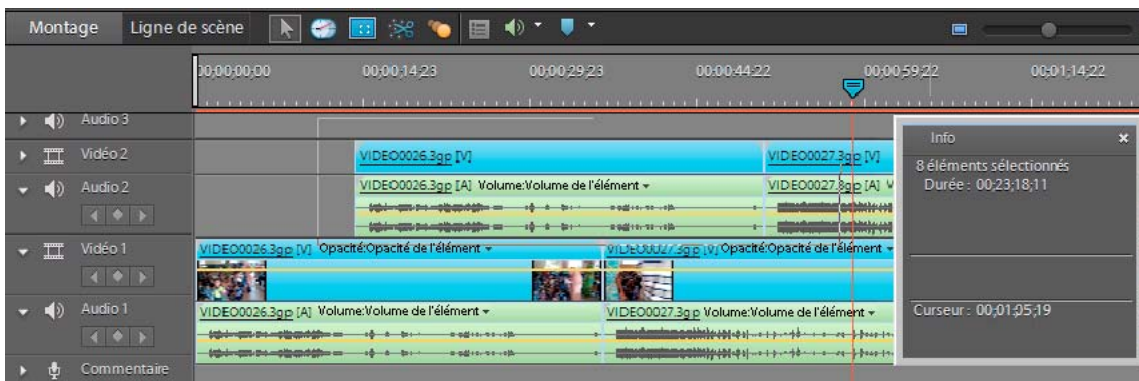 Montage Ligne de scène
00;00;00;00 00;00;14;23 00;00;29;23 00;00;44;22 00;00;59;22 00;01;14;22
Audio 3
Vidéo 2
VIDEO0026.3gp [V] VIDEO0027.3gp [V]
Audio 2
VIDEO0026.3gp [A] Volume:Volume de l'élément VIDEO0027.3gp [A] V
Vidéo 1
VIDEO0026.3gp [V] Opacité:Opacité de l'élément VIDEO0027.3gp [V] Opacité:Opacité de l'élément
Audio 1
VIDEO0026.3gp [A] Volume:Volume de l'élément VIDEO0027.3gp Volume:Volume de l'élément
Commentaire
Info
8 éléments sélectionnés
Durée : 00;23;18;11
Curseur : 00;01;05;19